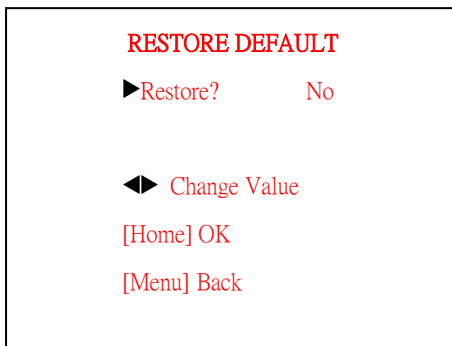 RESTORE DEFAULT
▶Restore? No
◀▶ Change Value
[Home] OK
[Menu] Back